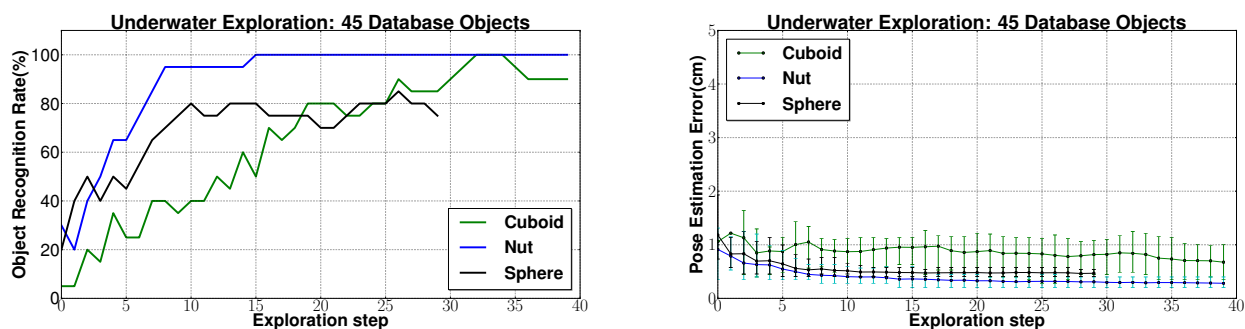 Underwater Exploration: 45 Database Objects
Object Recognition Rate(%)
100
80
60
40
20
0
0 5 10 15 20 25 30 35 40
Exploration step
Cuboid
Nut
Sphere
Underwater Exploration: 45 Database Objects
Pose Estimation Error(cm)
5
4
3
2
1
0
0 5 10 15 20 25 30 35 40
Exploration step
Cuboid
Nut
Sphere